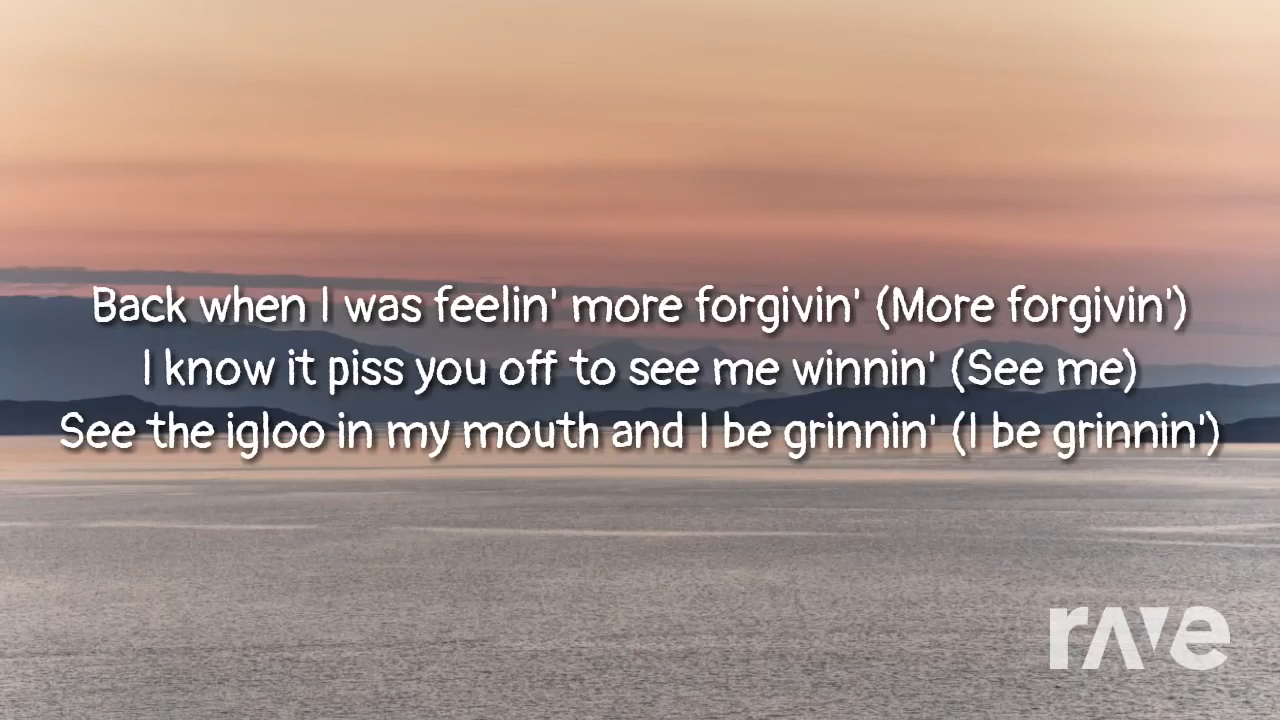 Back when I was feelin' more forgivin' (More forgivin')
I know it piss you off to see me winnin' (See me)
See the igloo in my mouth and I be grinnin' (I be grinnin')
rave